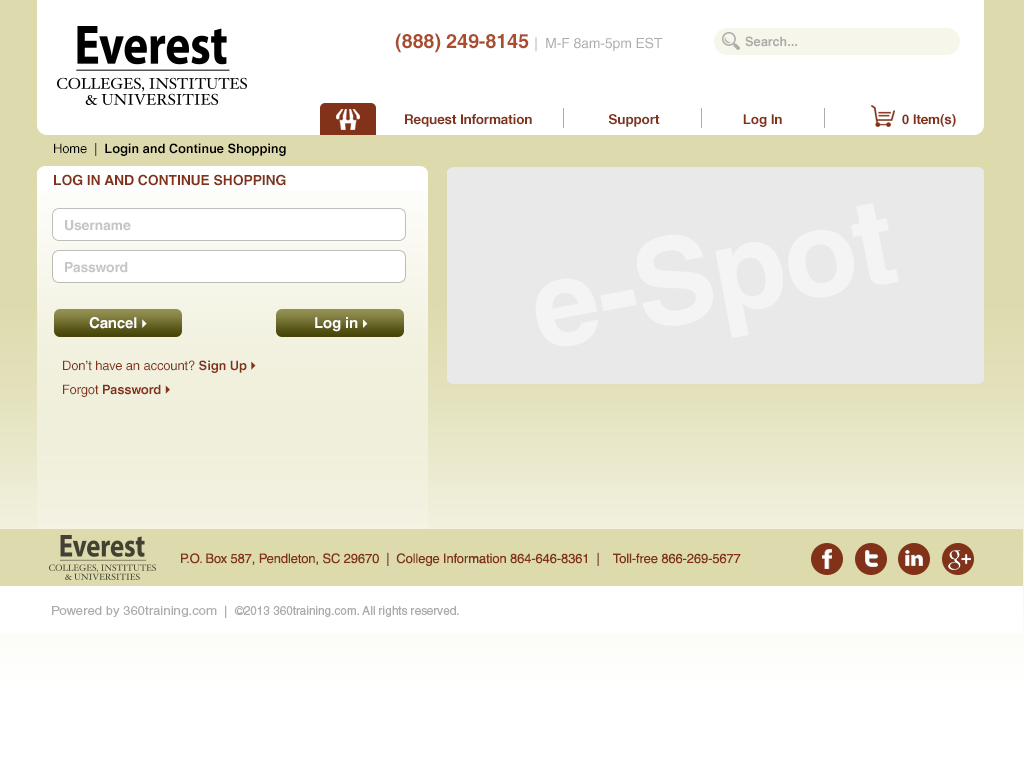 Everest
COLLEGES, INSTITUTES
& UNIVERSITIES
(888) 249-8145 | M-F 8am-5pm EST
Search...
Request Information
Support
Log In
0 Item(s)
Home | Login and Continue Shopping
LOG IN AND CONTINUE SHOPPING
Username
Password
Cancel
Log in
Don't have an account? Sign Up
Forgot Password
e-Spot
Everest
COLLEGES, INSTITUTES
& UNIVERSITIES
P.O. Box 587, Pendleton, SC 29670 | College Information 864-646-8361 | Toll-free 866-269-5677
f
t
in
g+
Powered by 360training.com | ©2013 360training.com. All rights reserved.